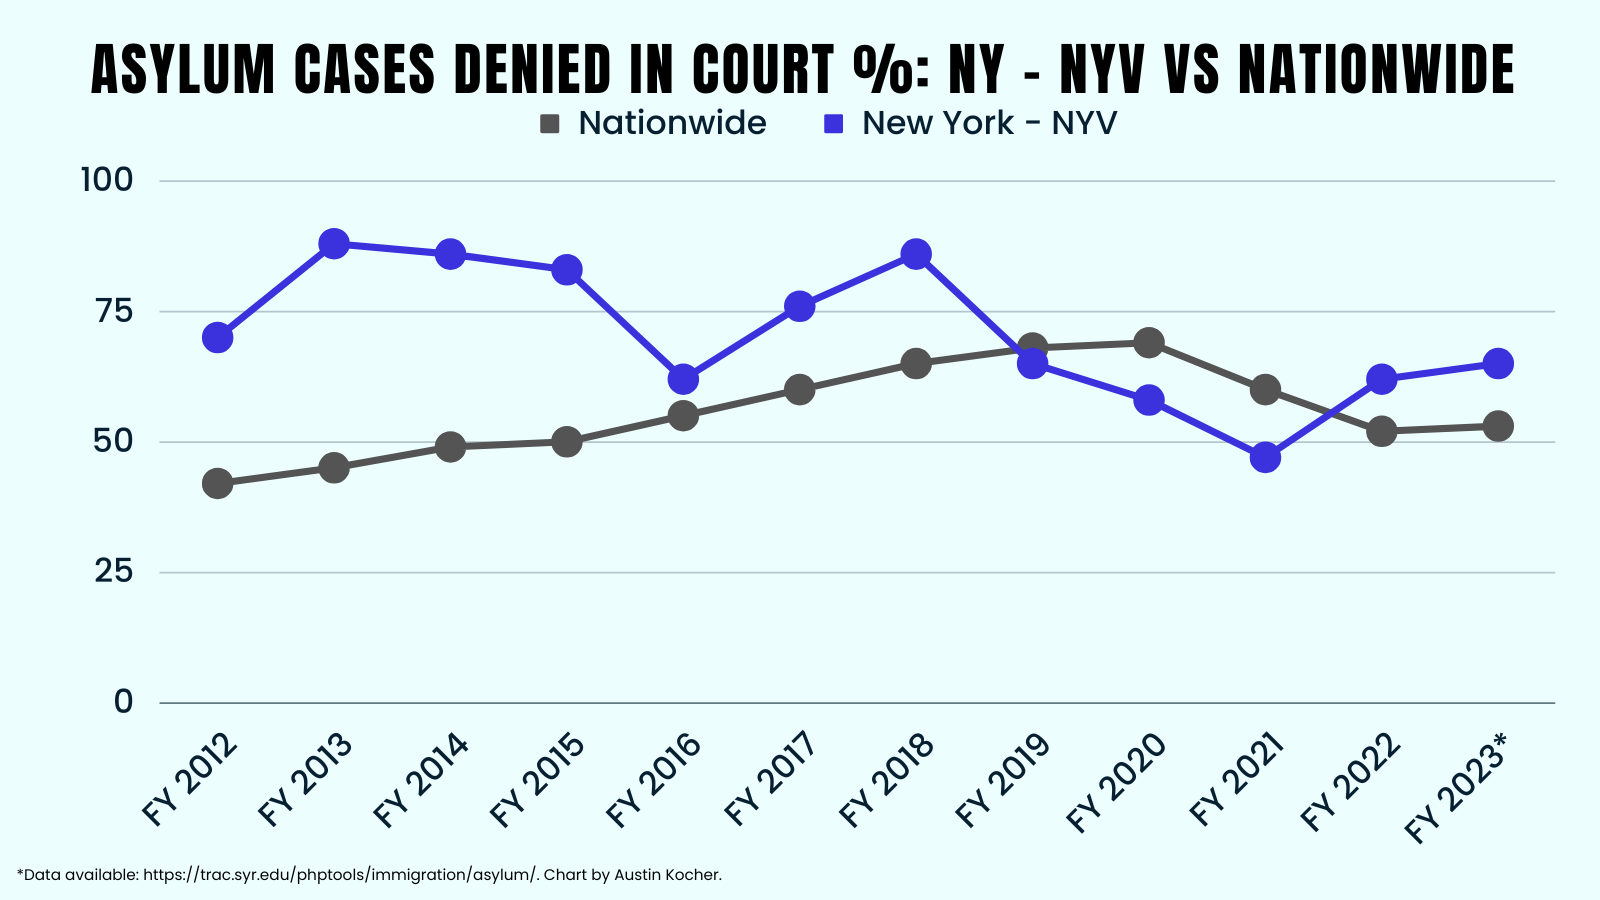 ASYLUM CASES DENIED IN COURT %: NY - NYV VS NATIONWIDE
Nationwide New York - NYV
100
75
50
25
0
FY 2012 FY 2013 FY 2014 FY 2015 FY 2016 FY 2017 FY 2018 FY 2019 FY 2020 FY 2021 FY 2022 FY 2023*
*Data available: https://trac.syr.edu/phptools/immigration/asylum/. Chart by Austin Kocher.